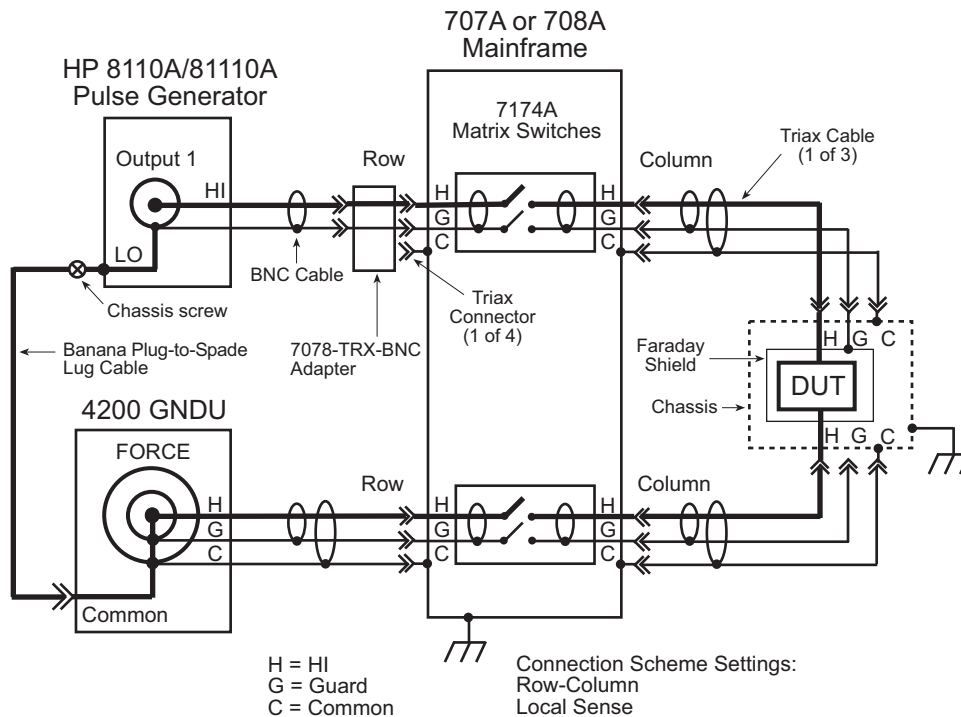 707A or 708A
Mainframe
HP 8110A/81110A
Pulse Generator
7174A
Matrix Switches
Triax Cable
(1 of 3)
Output 1
HI
Row
Column
H
G
C
H
G
C
LO
BNC Cable
Chassis screw
Triax
Connector
(1 of 4)
Banana Plug-to-Spade
Lug Cable
7078-TRX-BNC
Adapter
Faraday
Shield
H G C
DUT
Chassis
H G C
4200 GNDU
FORCE
Row
Column
H
G
C
H
G
C
H
G
C
Common
H = HI
G = Guard
C = Common
Connection Scheme Settings:
Row-Column
Local Sense